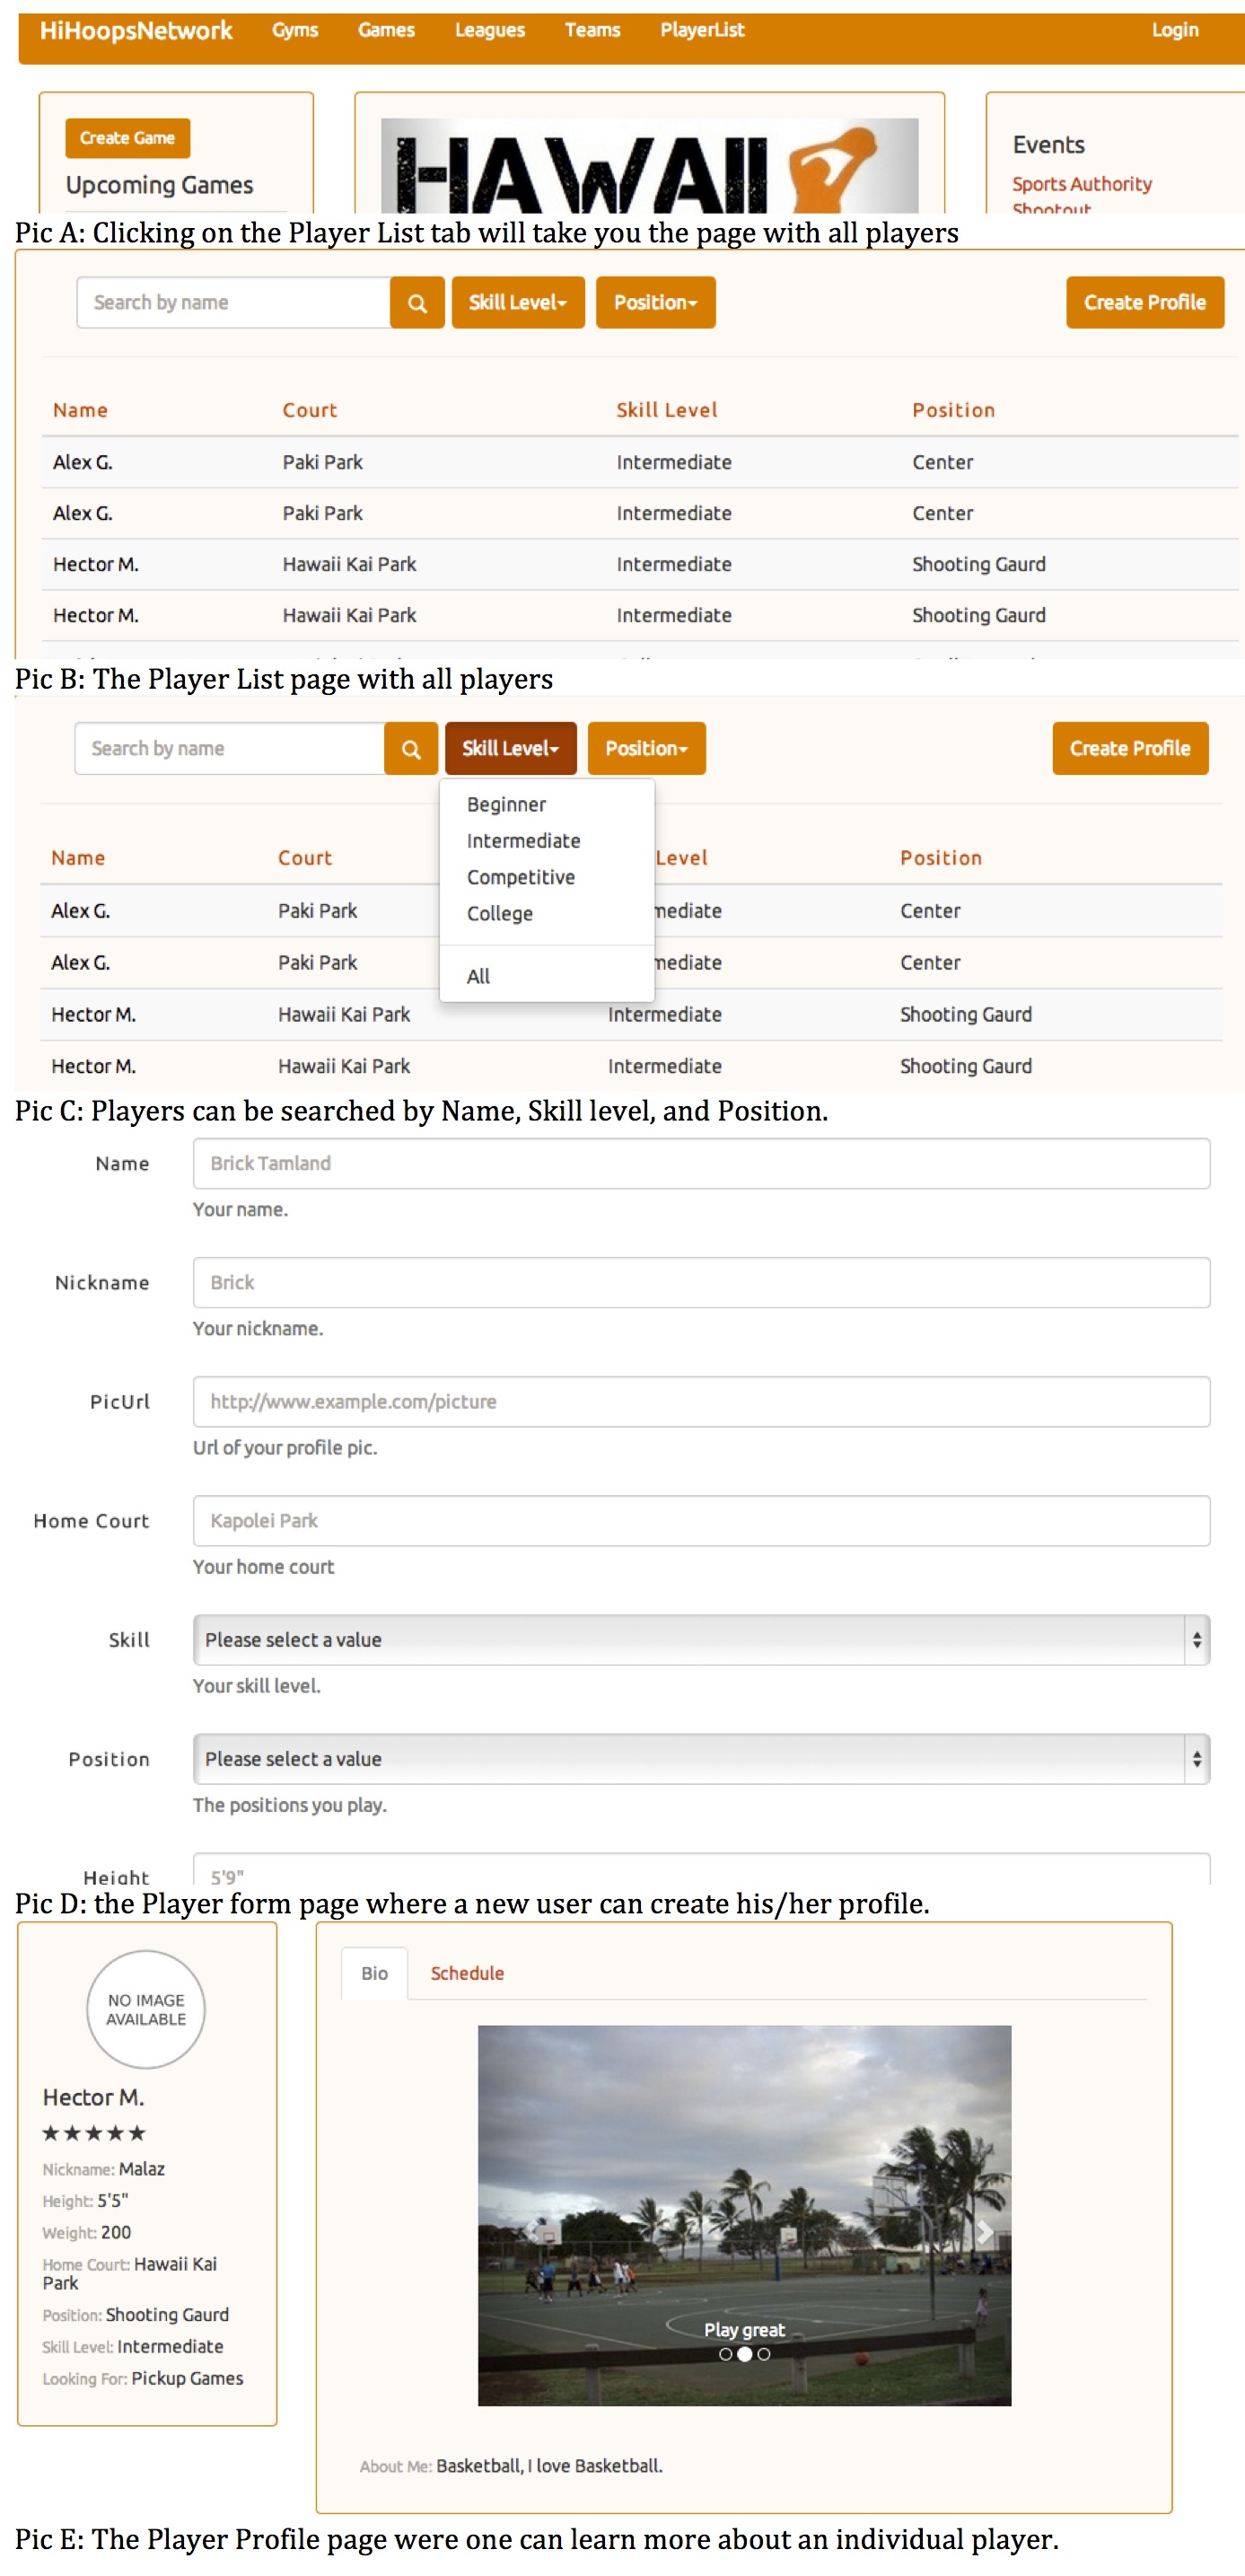 HiHoopsNetwork Gyms Games Leagues Teams PlayerList Login
Create Game
Upcoming Games
HAWAII
Events
Sports Authority
Shootout
Pic A: Clicking on the Player List tab will take you the page with all players
Search by name Skill Level Position Create Profile
Name Court Skill Level Position
Alex G. Paki Park Intermediate Center
Alex G. Paki Park Intermediate Center
Hector M. Hawaii Kai Park Intermediate Shooting Gaurd
Hector M. Hawaii Kai Park Intermediate Shooting Gaurd
Pic B: The Player List page with all players
Search by name Skill Level Position Create Profile
Beginner
Intermediate
Competitive
College
All
Name Court Level Position
Alex G. Paki Park mediate Center
Alex G. Paki Park mediate Center
Hector M. Hawaii Kai Park Intermediate Shooting Gaurd
Hector M. Hawaii Kai Park Intermediate Shooting Gaurd
Pic C: Players can be searched by Name, Skill level, and Position.
Name Brick Tamland
Your name.
Nickname Brick
Your nickname.
PicUrl http://www.example.com/picture
Url of your profile pic.
Home Court Kapolei Park
Your home court
Skill Please select a value
Your skill level.
Position Please select a value
The positions you play.
Height 5'9"
Pic D: the Player form page where a new user can create his/her profile.
NO IMAGE
AVAILABLE
Hector M.
★★★★★
Nickname: Malaz
Height: 5'5"
Weight: 200
Home Court: Hawaii Kai
Park
Position: Shooting Gaurd
Skill Level: Intermediate
Looking For: Pickup Games
Bio Schedule
Play great
About Me: Basketball, I love Basketball.
Pic E: The Player Profile page were one can learn more about an individual player.